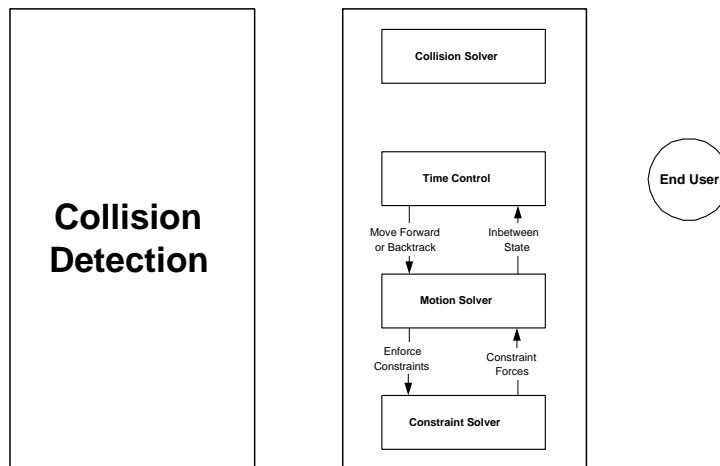 Collision
Detection
Collision Solver
Time Control
Move Forward
or Backtrack
Inbetween
State
Motion Solver
Enforce
Constraints
Constraint
Forces
Constraint Solver
End User